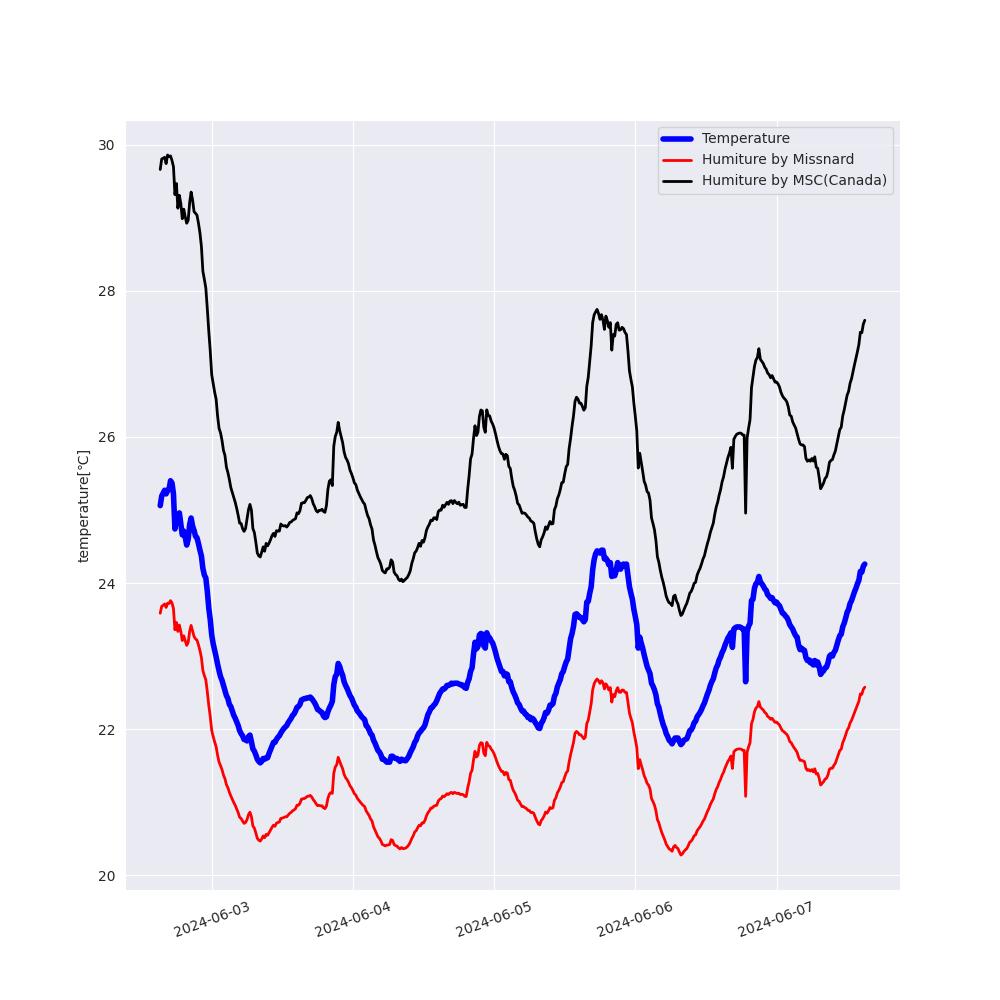 30
28
26
24
22
20
temperature[℃]
Temperature
Humiture by Missnard
Humiture by MSC(Canada)
2024-06-03
2024-06-04
2024-06-05
2024-06-06
2024-06-07